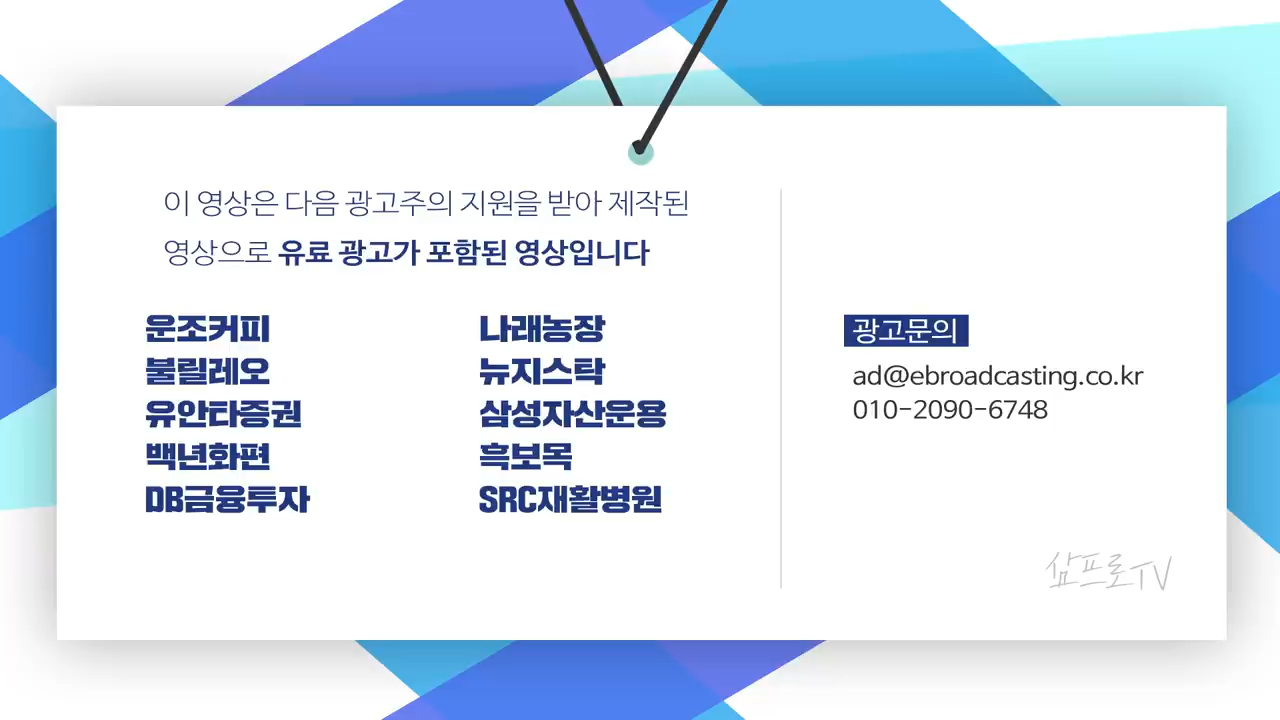 이 영상은 다음 광고주의 지원을 받아 제작된
영상으로 유료 광고가 포함된 영상입니다
운조커피
불릴레오
유안타증권
백년화편
DB금융투자
나래농장
뉴지스탁
삼성자산운용
흑보목
SRC재활병원
광고문의
ad@ebroadcasting.co.kr
010-2090-6748
삼프로TV